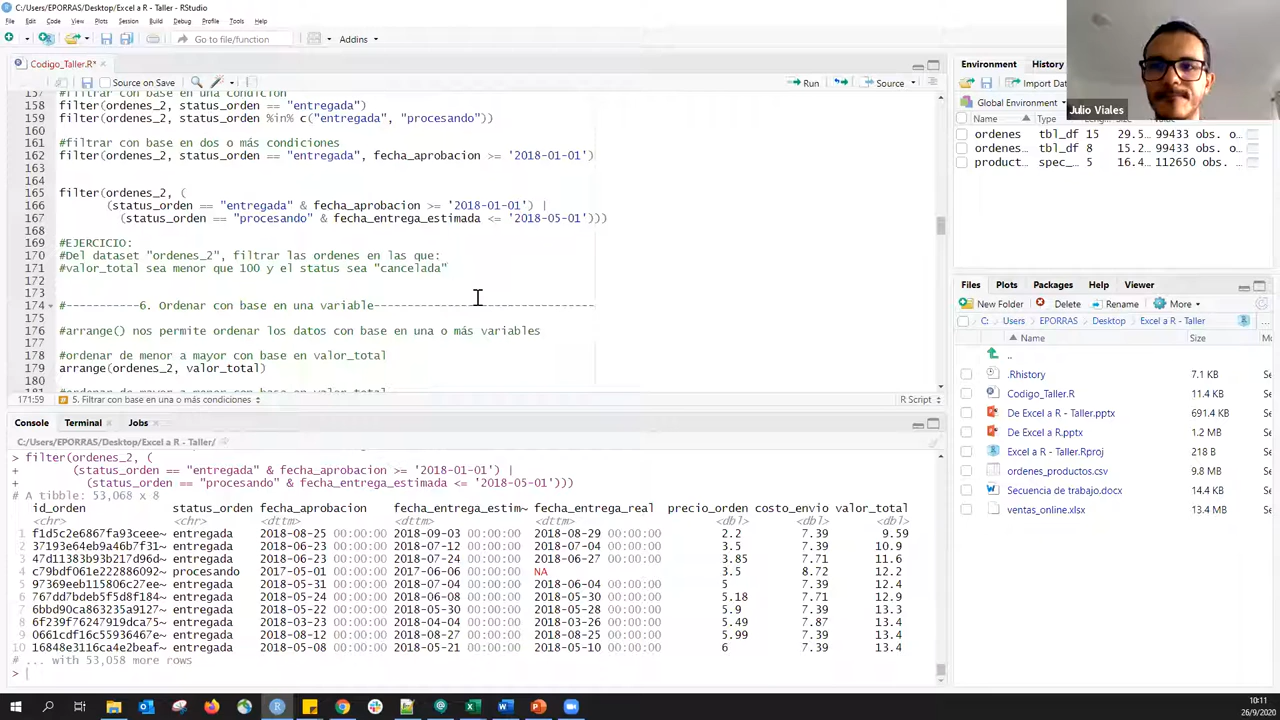 C:/Users/EPORRAS/Desktop/Excel a R - Taller - RStudio
File Edit Code View Plots Session Build Debug Profile Tools Help
Go to file/function Addins
Codigo_Taller.R*
Source on Save Run Source
157 #filtrar con base en una condición
158 filter(ordenes_2, status_orden == "entregada")
159 filter(ordenes_2, status_orden %in% c("entregada", "procesando"))
160
161 #filtrar con base en dos o más condiciones
162 filter(ordenes_2, status_orden == "entregada", fecha_aprobacion >= '2018-01-01')
163
164
165 filter(ordenes_2, (
166 (status_orden == "entregada" & fecha_aprobacion >= '2018-01-01') |
167 (status_orden == "procesando" & fecha_entrega_estimada <= '2018-05-01')))
168
169 #EJERCICIO:
170 #Del dataset "ordenes_2", filtrar las ordenes en las que:
171 #valor_total sea menor que 100 y el status sea "cancelada"
172
173
174 #-----------6. Ordenar con base en una variable------------------------------
175
176 #arrange() nos permite ordenar los datos con base en una o más variables
177
178 #ordenar de menor a mayor con base en valor_total
179 arrange(ordenes_2, valor_total)
180
181 #ordenar de mayor a menor con base en valor_total
171:59 5. Filtrar con base en una o más condiciones R Script
Console Terminal Jobs
C:/Users/EPORRAS/Desktop/Excel a R - Taller/
> filter(ordenes_2, (
+ (status_orden == "entregada" & fecha_aprobacion >= '2018-01-01') |
+ (status_orden == "procesando" & fecha_entrega_estimada <= '2018-05-01')))
# A tibble: 53,068 x 8
id_orden status_orden fecha_aprobacion fecha_entrega_estim~ fecha_entrega_real precio_orden costo_envio valor_total
<chr> <chr> <dttm> <dttm> <dttm> <dbl> <dbl> <dbl>
1 f1d5c2e6867fa93ceee~ entregada 2018-08-25 00:00:00 2018-09-03 00:00:00 2018-08-29 00:00:00 2.2 7.39 9.59
2 37193e64eb9a46b7f31~ entregada 2018-06-23 00:00:00 2018-07-12 00:00:00 2018-07-04 00:00:00 3.5 7.39 10.9
3 47d11383b93b217d96d~ entregada 2018-06-23 00:00:00 2018-07-24 00:00:00 2018-06-27 00:00:00 3.85 7.71 11.6
4 c79bdf061e222886092~ procesando 2017-05-01 00:00:00 2017-06-06 00:00:00 NA 3.5 8.72 12.2
5 97369eeb115806c27ee~ entregada 2018-05-31 00:00:00 2018-07-04 00:00:00 2018-06-04 00:00:00 5 7.39 12.4
6 767dd7bdeb5f5d8f184~ entregada 2018-05-24 00:00:00 2018-06-08 00:00:00 2018-05-30 00:00:00 5.18 7.71 12.9
7 6bbd90ca863235a9127~ entregada 2018-05-22 00:00:00 2018-05-30 00:00:00 2018-05-28 00:00:00 5.9 7.39 13.3
8 6f239f76247919dca75~ entregada 2018-03-23 00:00:00 2018-04-04 00:00:00 2018-03-26 00:00:00 5.49 7.87 13.4
9 0661cdf16c55936467e~ entregada 2018-08-12 00:00:00 2018-08-27 00:00:00 2018-08-25 00:00:00 5.99 7.39 13.4
10 16848e3116ca4e2beaf~ entregada 2018-05-08 00:00:00 2018-05-21 00:00:00 2018-05-10 00:00:00 6 7.39 13.4
# ... with 53,058 more rows
>
Environment History
Import Dat
Global Environment
Name Type Leng… Value
ordenes tbl_df 15 29.5… 99433 obs. o…
ordenes… tbl_df 8 15.2… 99433 obs. o…
product… spec_… 5 16.4… 112650 obs. …
Julio Viales
Files Plots Packages Help Viewer
New Folder Delete Rename More
C: Users EPORRAS Desktop Excel a R - Taller
Name Size Mo
..
.Rhistory 7.1 KB Se
Codigo_Taller.R 11.4 KB Se
De Excel a R - Taller.pptx 691.4 KB Se
De Excel a R.pptx 1.2 MB Se
Excel a R - Taller.Rproj 218 B Se
ordenes_productos.csv 9.8 MB Se
Secuencia de trabajo.docx 14.4 KB Se
ventas_online.xlsx 13.4 MB Se
10:11
26/9/2020